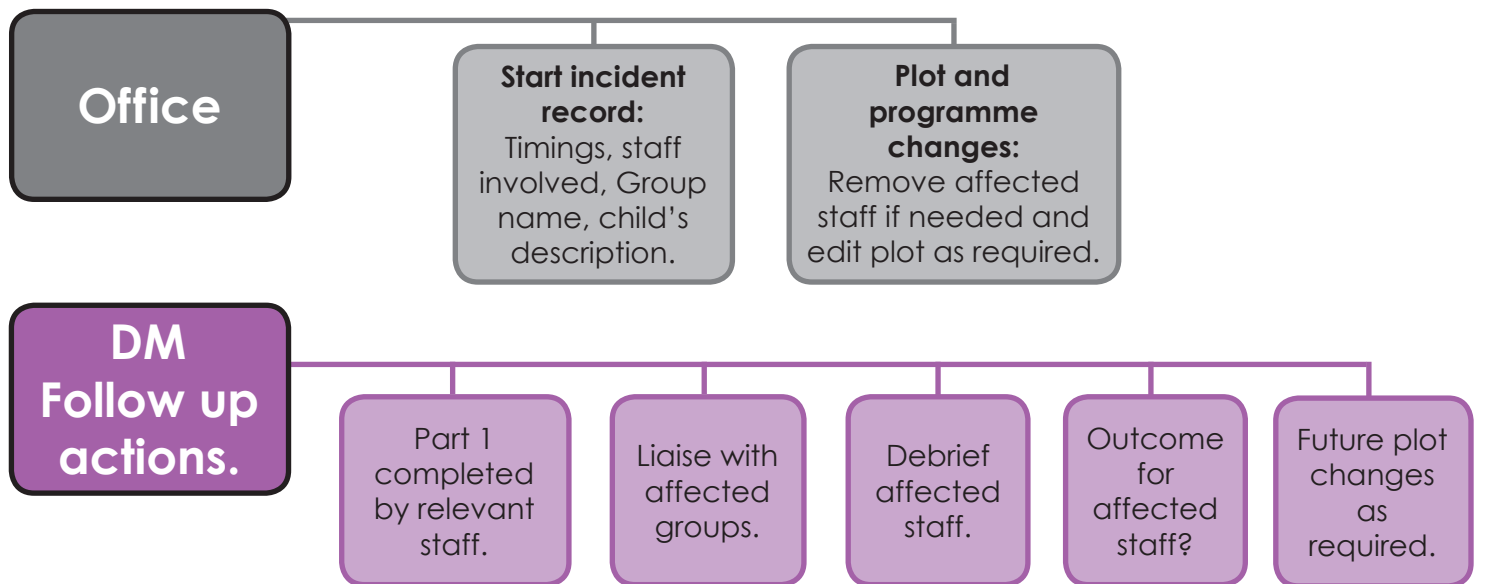 Office
Start incident
record:
Timings, staff
involved, Group
name, child's
description.
Plot and
programme
changes:
Remove affected
staff if needed and
edit plot as required.
DM
Follow up
actions.
Part 1
completed
by relevant
staff.
Liaise with
affected
groups.
Debrief
affected
staff.
Outcome
for
affected
staff?
Future plot
changes
as
required.